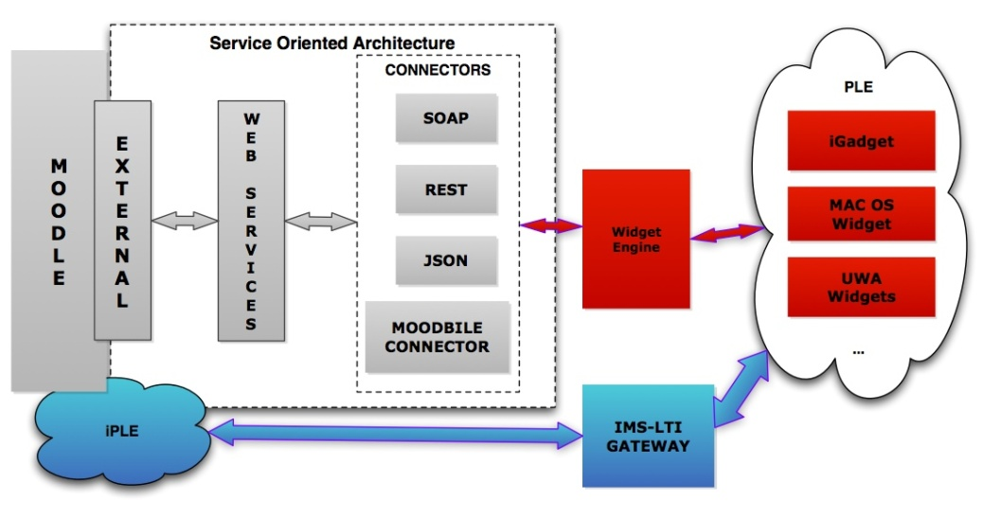 Service Oriented Architecture
MOODLE
EXTERNAL
WEB SERVICES
CONNECTORS
SOAP
REST
JSON
MOODBILE
CONNECTOR
Widget
Engine
PLE
iGadget
MAC OS
Widget
UWA
Widgets
...
iPLE
IMS-LTI
GATEWAY